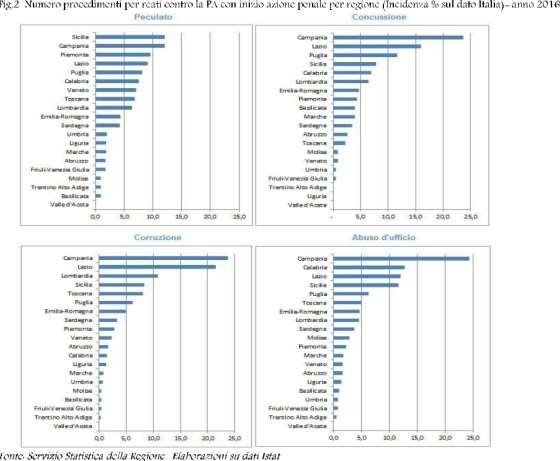 Fig.2 Numero procedimenti per reati contro la PA con inizio azione penale per regione (Incidenza % sul dato Italia)- anno 2016
Peculato
Sicilia
Campania
Piemonte
Lazio
Puglia
Calabria
Veneto
Toscana
Lombardia
Emilia-Romagna
Sardegna
Umbria
Liguria
Marche
Abruzzo
Friuli-Venezia Giulia
Molise
Trentino Alto Adige
Basilicata
Valle d'Aosta
0,0 5,0 10,0 15,0 20,0 25,0
Concussione
Campania
Lazio
Puglia
Sicilia
Calabria
Lombardia
Emilia-Romagna
Piemonte
Basilicata
Marche
Sardegna
Abruzzo
Toscana
Molise
Veneto
Umbria
Friuli-Venezia Giulia
Trentino Alto Adige
Liguria
Valle d'Aosta
0,0 5,0 10,0 15,0 20,0 25,0
Corruzione
Campania
Lazio
Lombardia
Sicilia
Toscana
Puglia
Emilia-Romagna
Sardegna
Piemonte
Veneto
Abruzzo
Calabria
Liguria
Marche
Umbria
Molise
Basilicata
Friuli-Venezia Giulia
Trentino Alto Adige
Valle d'Aosta
0,0 5,0 10,0 15,0 20,0 25,0
Abuso d'ufficio
Campania
Calabria
Lazio
Sicilia
Puglia
Toscana
Emilia-Romagna
Lombardia
Sardegna
Molise
Piemonte
Marche
Veneto
Abruzzo
Liguria
Basilicata
Umbria
Friuli-Venezia Giulia
Trentino Alto Adige
Valle d'Aosta
0,0 5,0 10,0 15,0 20,0 25,0
Fonte: Servizio Statistica della Regione Elaborazioni su dati Istat